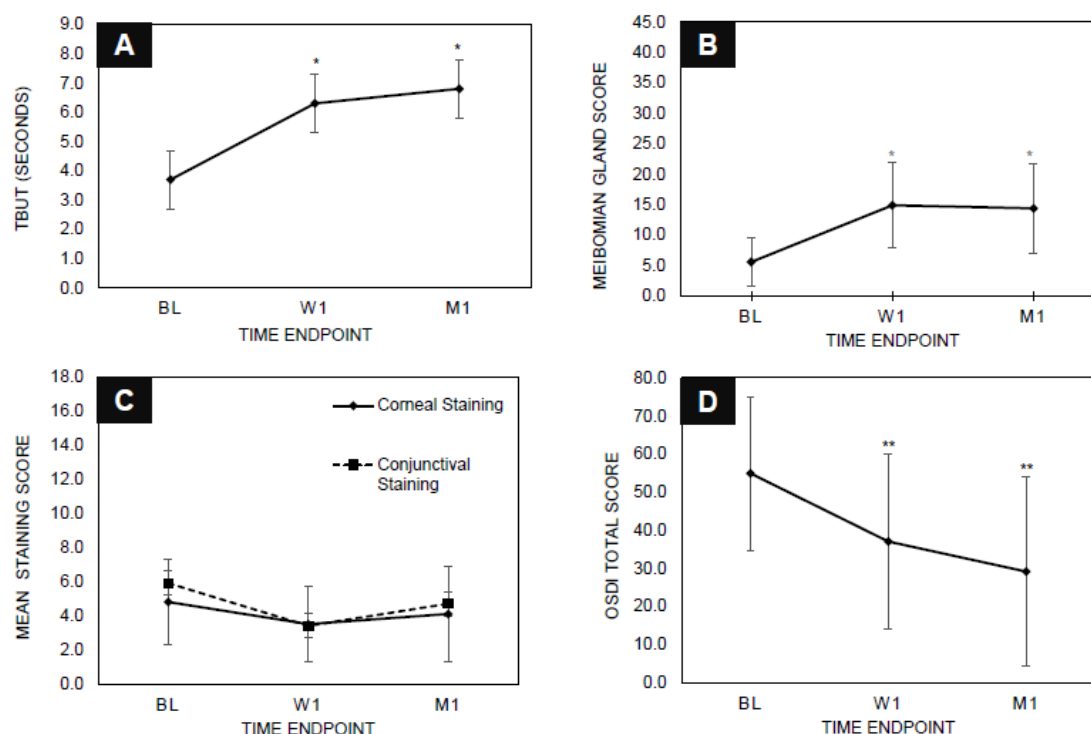 A
TBUT (SECONDS)
9.0
8.0
7.0
6.0
5.0
4.0
3.0
2.0
1.0
0.0
*
*
BL W1 M1
TIME ENDPOINT
B
MEIBOMIAN GLAND SCORE
45.0
40.0
35.0
30.0
25.0
20.0
15.0
10.0
5.0
0.0
*
*
BL W1 M1
TIME ENDPOINT
C
MEAN STAINING SCORE
18.0
16.0
14.0
12.0
10.0
8.0
6.0
4.0
2.0
0.0
Corneal Staining
Conjunctival
Staining
BL W1 M1
TIME ENDPOINT
D
OSDI TOTAL SCORE
80.0
70.0
60.0
50.0
40.0
30.0
20.0
10.0
0.0
**
**
BL W1 M1
TIME ENDPOINT